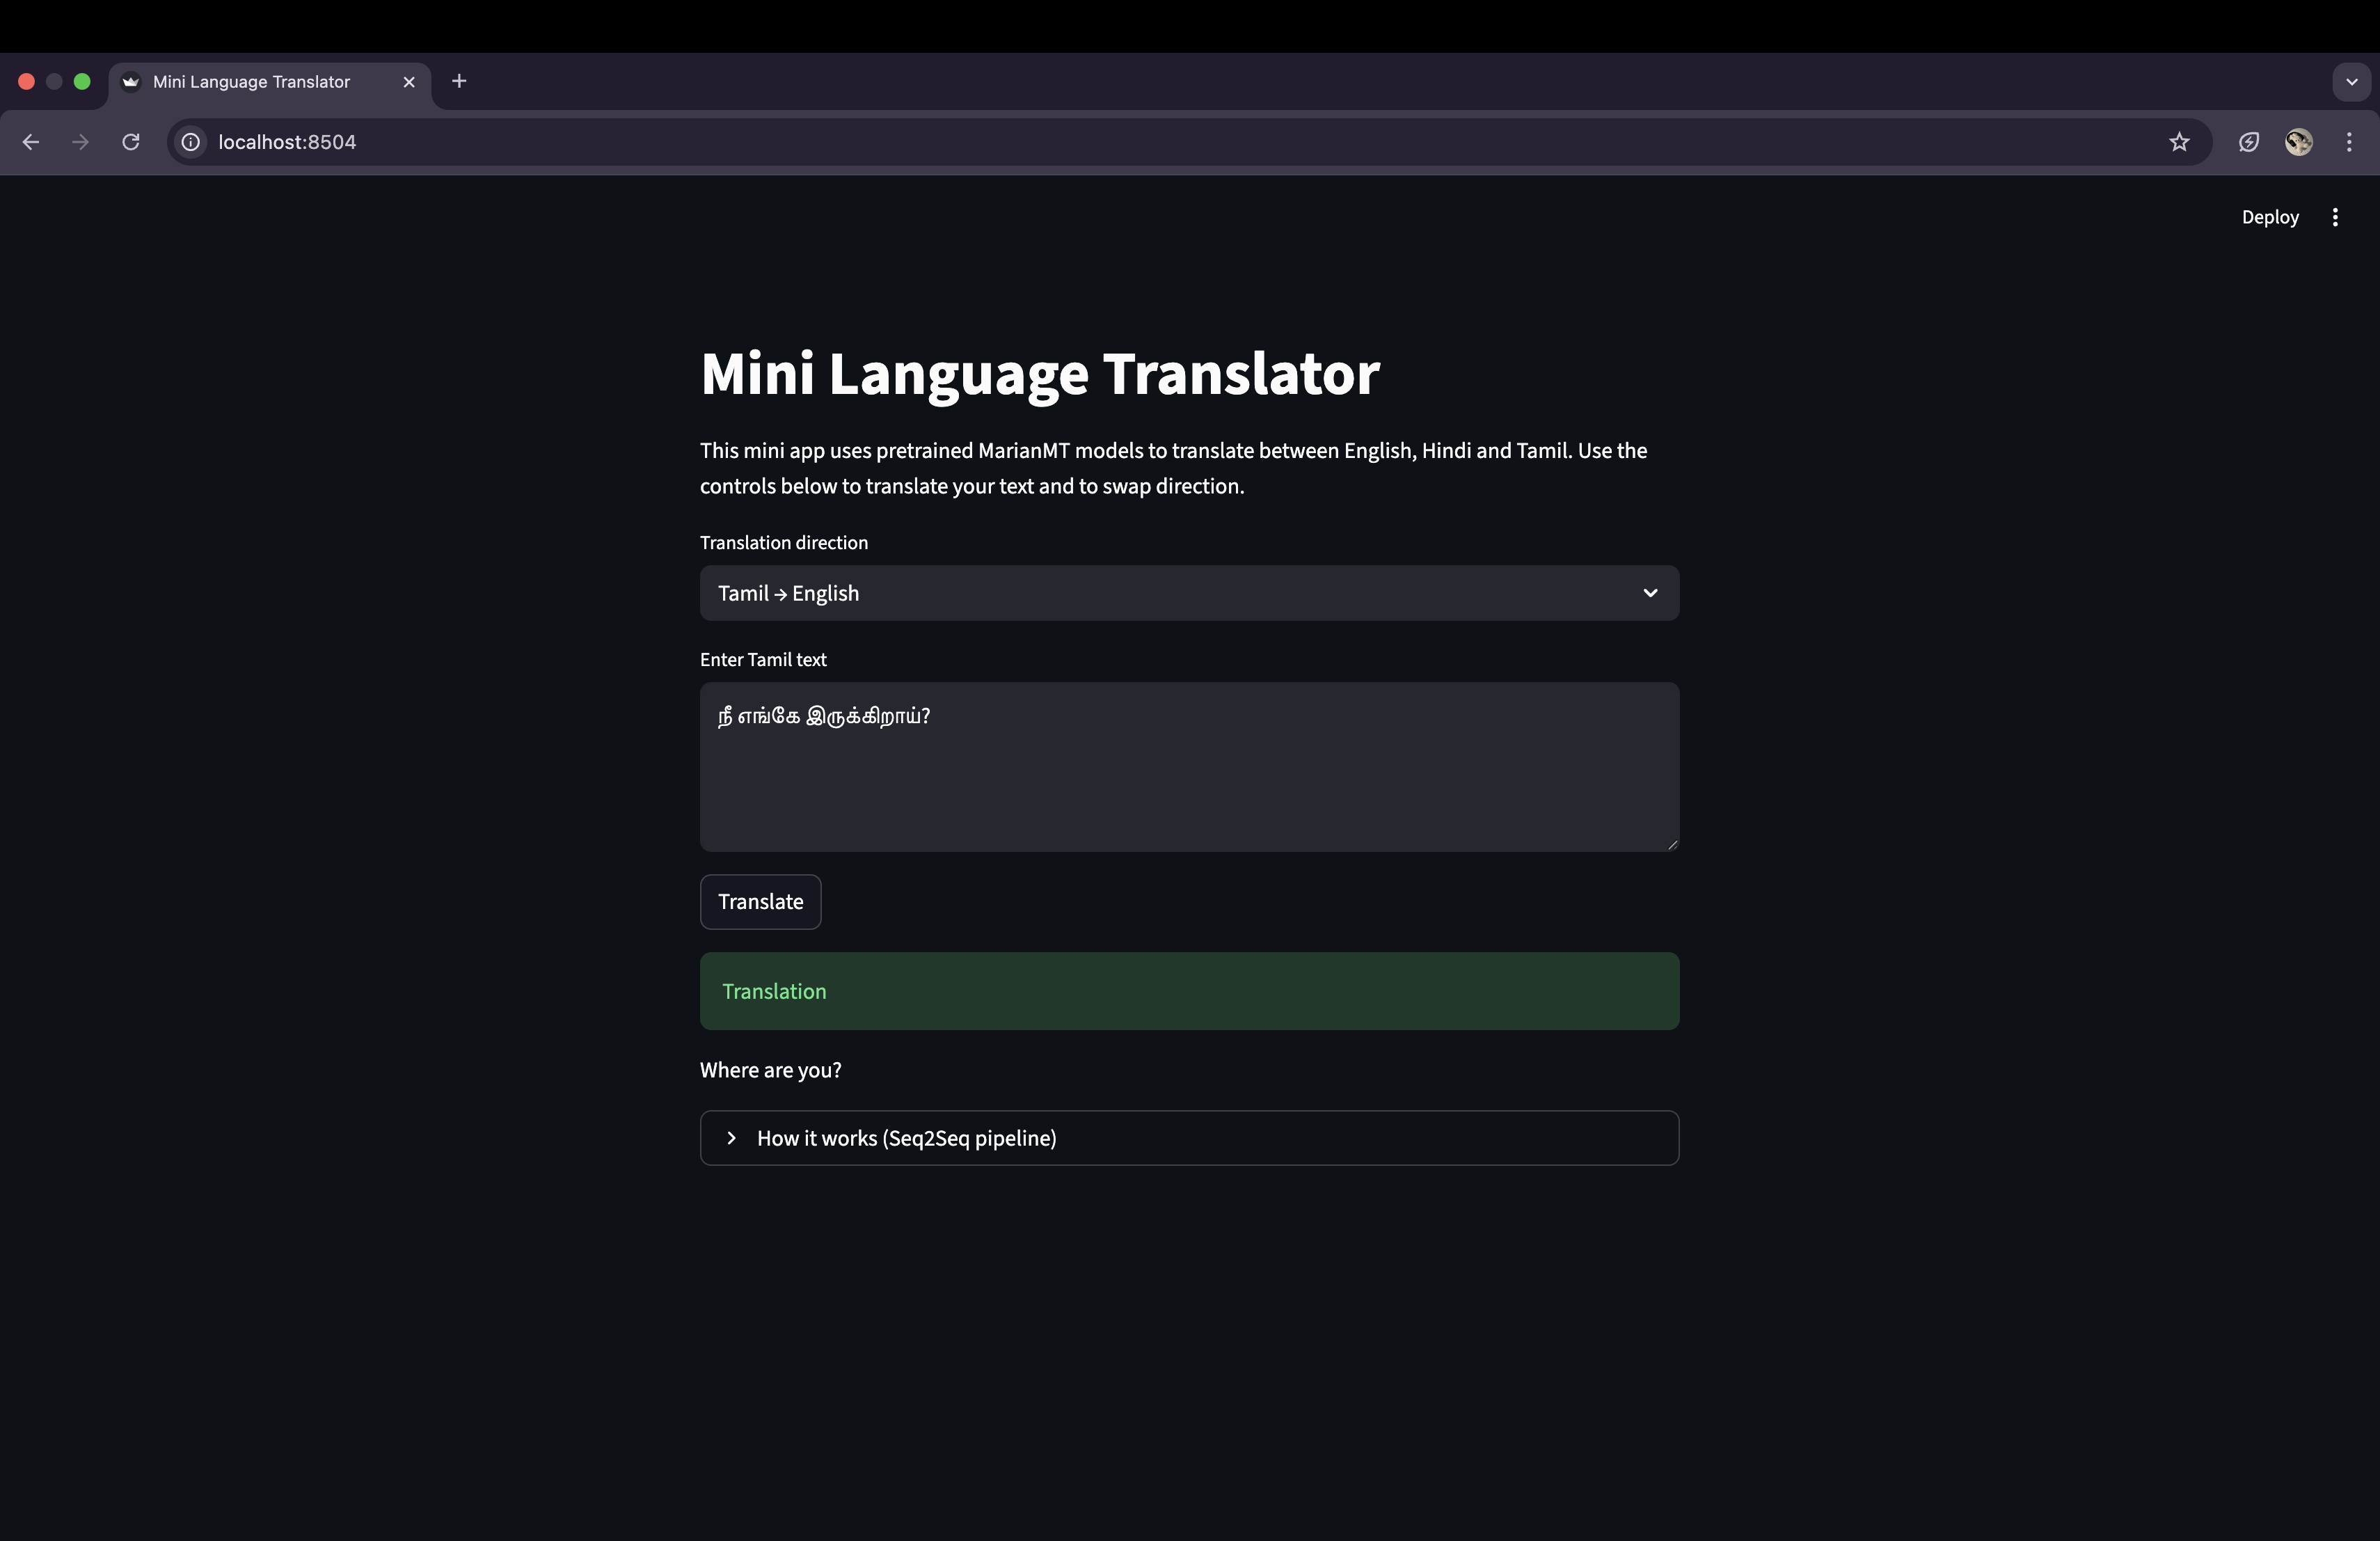 Mini Language Translator
localhost:8504
Deploy
Mini Language Translator
This mini app uses pretrained MarianMT models to translate between English, Hindi and Tamil. Use the
controls below to translate your text and to swap direction.
Translation direction
Tamil → English
Enter Tamil text
நீ எங்கே இருக்கிறாய்?
Translate
Translation
Where are you?
How it works (Seq2Seq pipeline)